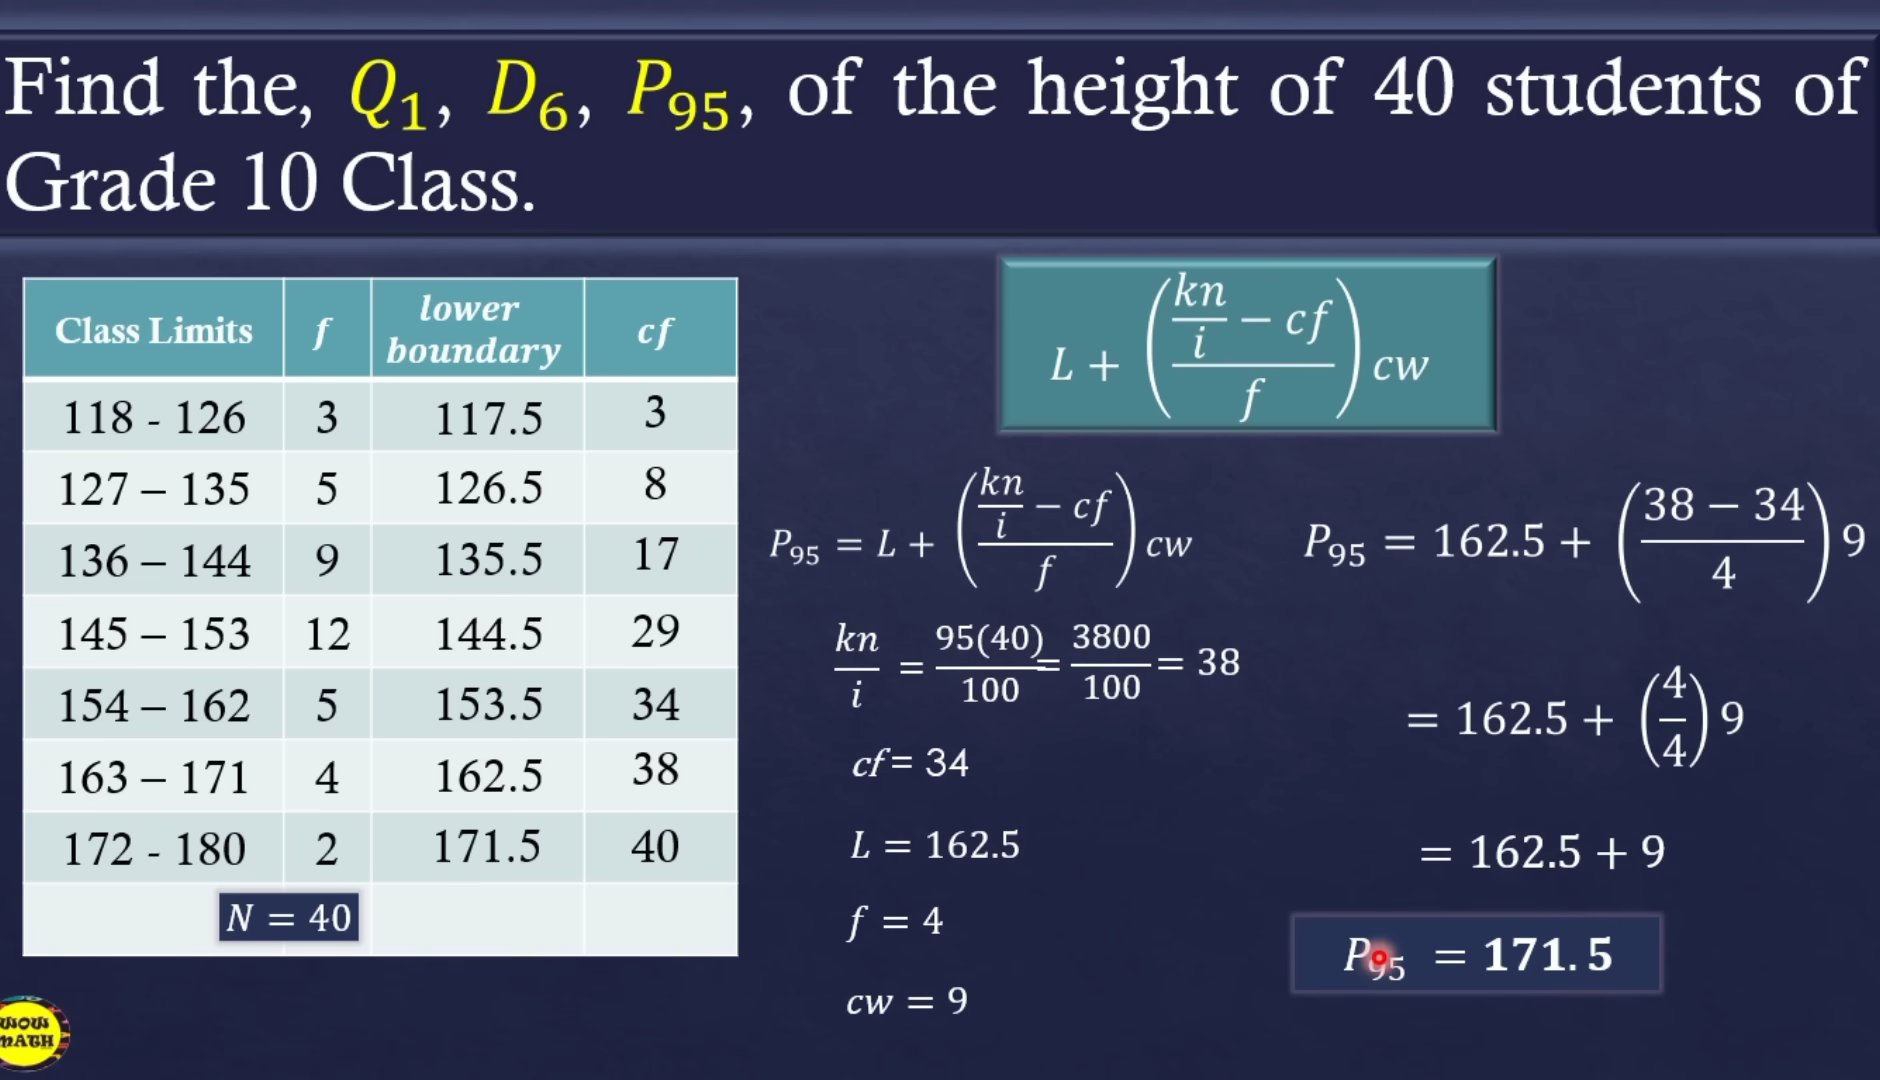 Find the, Q₁, D₆, P₉₅, of the height of 40 students of
Grade 10 Class.
Class Limits f lower boundary cf
118 - 126 3 117.5 3
127 – 135 5 126.5 8
136 – 144 9 135.5 17
145 – 153 12 144.5 29
154 – 162 5 153.5 34
163 – 171 4 162.5 38
172 - 180 2 171.5 40
N = 40
L + ((kn/i − cf)/f) cw
P₉₅ = L + ((kn/i − cf)/f) cw
kn/i = 95(40)/100 = 3800/100 = 38
cf = 34
L = 162.5
f = 4
cw = 9
P₉₅ = 162.5 + ((38 − 34)/4) 9
= 162.5 + (4/4) 9
= 162.5 + 9
P₉₅ = 171.5
WOW
MATH